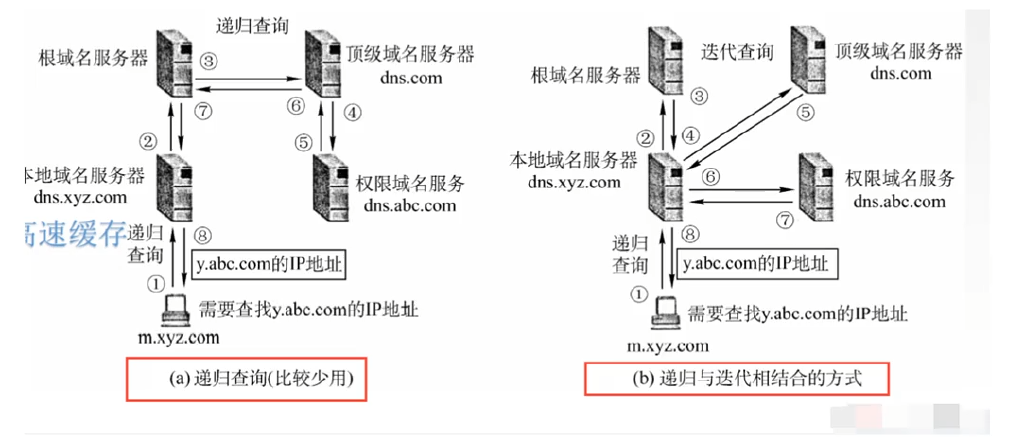 递归查询
根域名服务器
③
顶级域名服务器
dns.com
⑦
⑥
④
②
⑤
本地域名服务器
dns.xyz.com
权限域名服务
dns.abc.com
高速缓存
递归
查询
⑧
y.abc.com的IP地址
①
需要查找y.abc.com的IP地址
m.xyz.com
(a) 递归查询(比较少用)
迭代查询
根域名服务器
顶级域名服务器
dns.com
③
⑤
②
④
本地域名服务器
dns.xyz.com
⑥
权限域名服务
dns.abc.com
⑦
递归
查询
⑧
y.abc.com的IP地址
①
需要查找y.abc.com的IP地址
m.xyz.com
(b) 递归与迭代相结合的方式